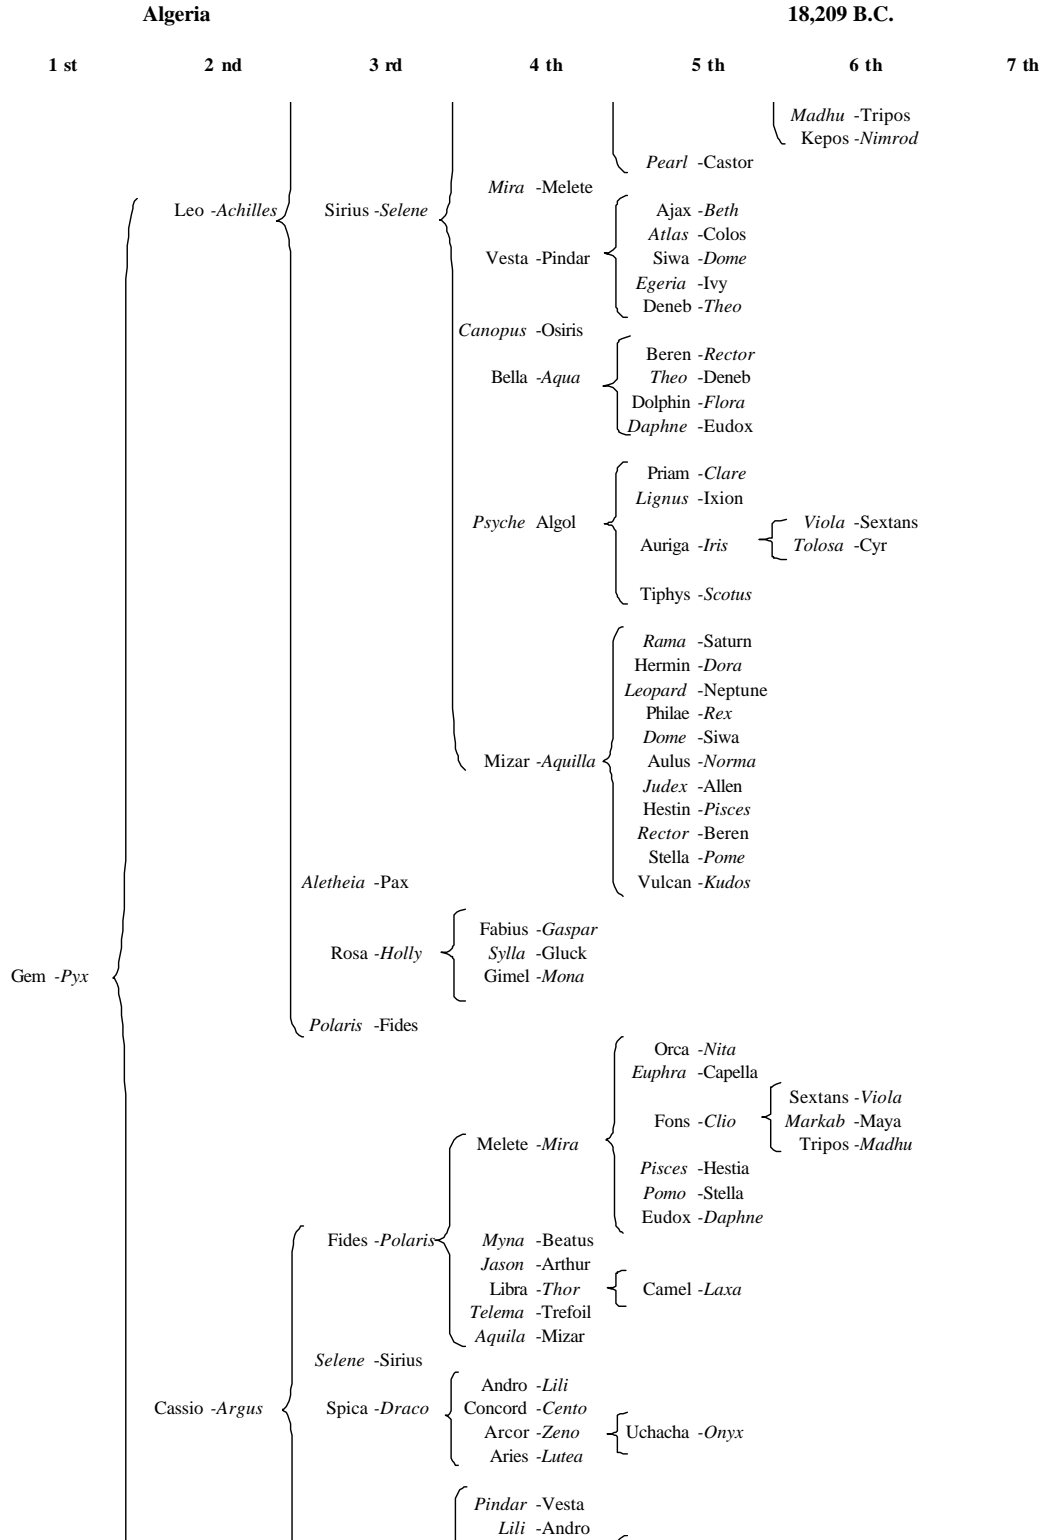 Algeria 18,209 B.C.
1 st 2 nd 3 rd 4 th 5 th 6 th 7 th
Madhu -Tripos
Kepos -Nimrod
Pearl -Castor
Mira -Melete
Leo -Achilles Sirius -Selene Ajax -Beth
Atlas -Colos
Vesta -Pindar Siwa -Dome
Egeria -Ivy
Deneb -Theo
Canopus -Osiris
Beren -Rector
Bella -Aqua Theo -Deneb
Dolphin -Flora
Daphne -Eudox
Priam -Clare
Lignus -Ixion
Psyche Algol Viola -Sextans
Auriga -Iris Tolosa -Cyr
Tiphys -Scotus
Rama -Saturn
Hermin -Dora
Leopard -Neptune
Philae -Rex
Dome -Siwa
Mizar -Aquilla Aulus -Norma
Judex -Allen
Hestin -Pisces
Rector -Beren
Stella -Pome
Aletheia -Pax Vulcan -Kudos
Fabius -Gaspar
Rosa -Holly Sylla -Gluck
Gem -Pyx Gimel -Mona
Polaris -Fides
Orca -Nita
Euphra -Capella
Sextans -Viola
Fons -Clio Markab -Maya
Melete -Mira Tripos -Madhu
Pisces -Hestia
Pomo -Stella
Eudox -Daphne
Fides -Polaris Myna -Beatus
Jason -Arthur
Libra -Thor Camel -Laxa
Telema -Trefoil
Aquila -Mizar
Selene -Sirius
Andro -Lili
Cassio -Argus Spica -Draco Concord -Cento
Arcor -Zeno Uchacha -Onyx
Aries -Lutea
Pindar -Vesta
Lili -Andro